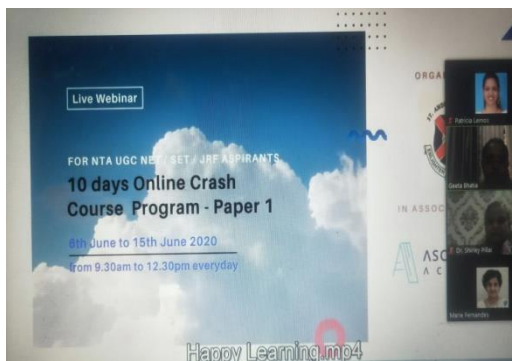 Live Webinar
FOR NTA UGC NET / SET / JRF ASPIRANTS
10 days Online Crash
Course Program - Paper 1
6th June to 15th June 2020
from 9.30am to 12.30pm everyday
ORGA
IN ASSOC
ASC
A C
Patricia Lemos
Geeta Bhatia
Dr. Shirley Pillai
Marie Fernandes
Happy Learning.mp4